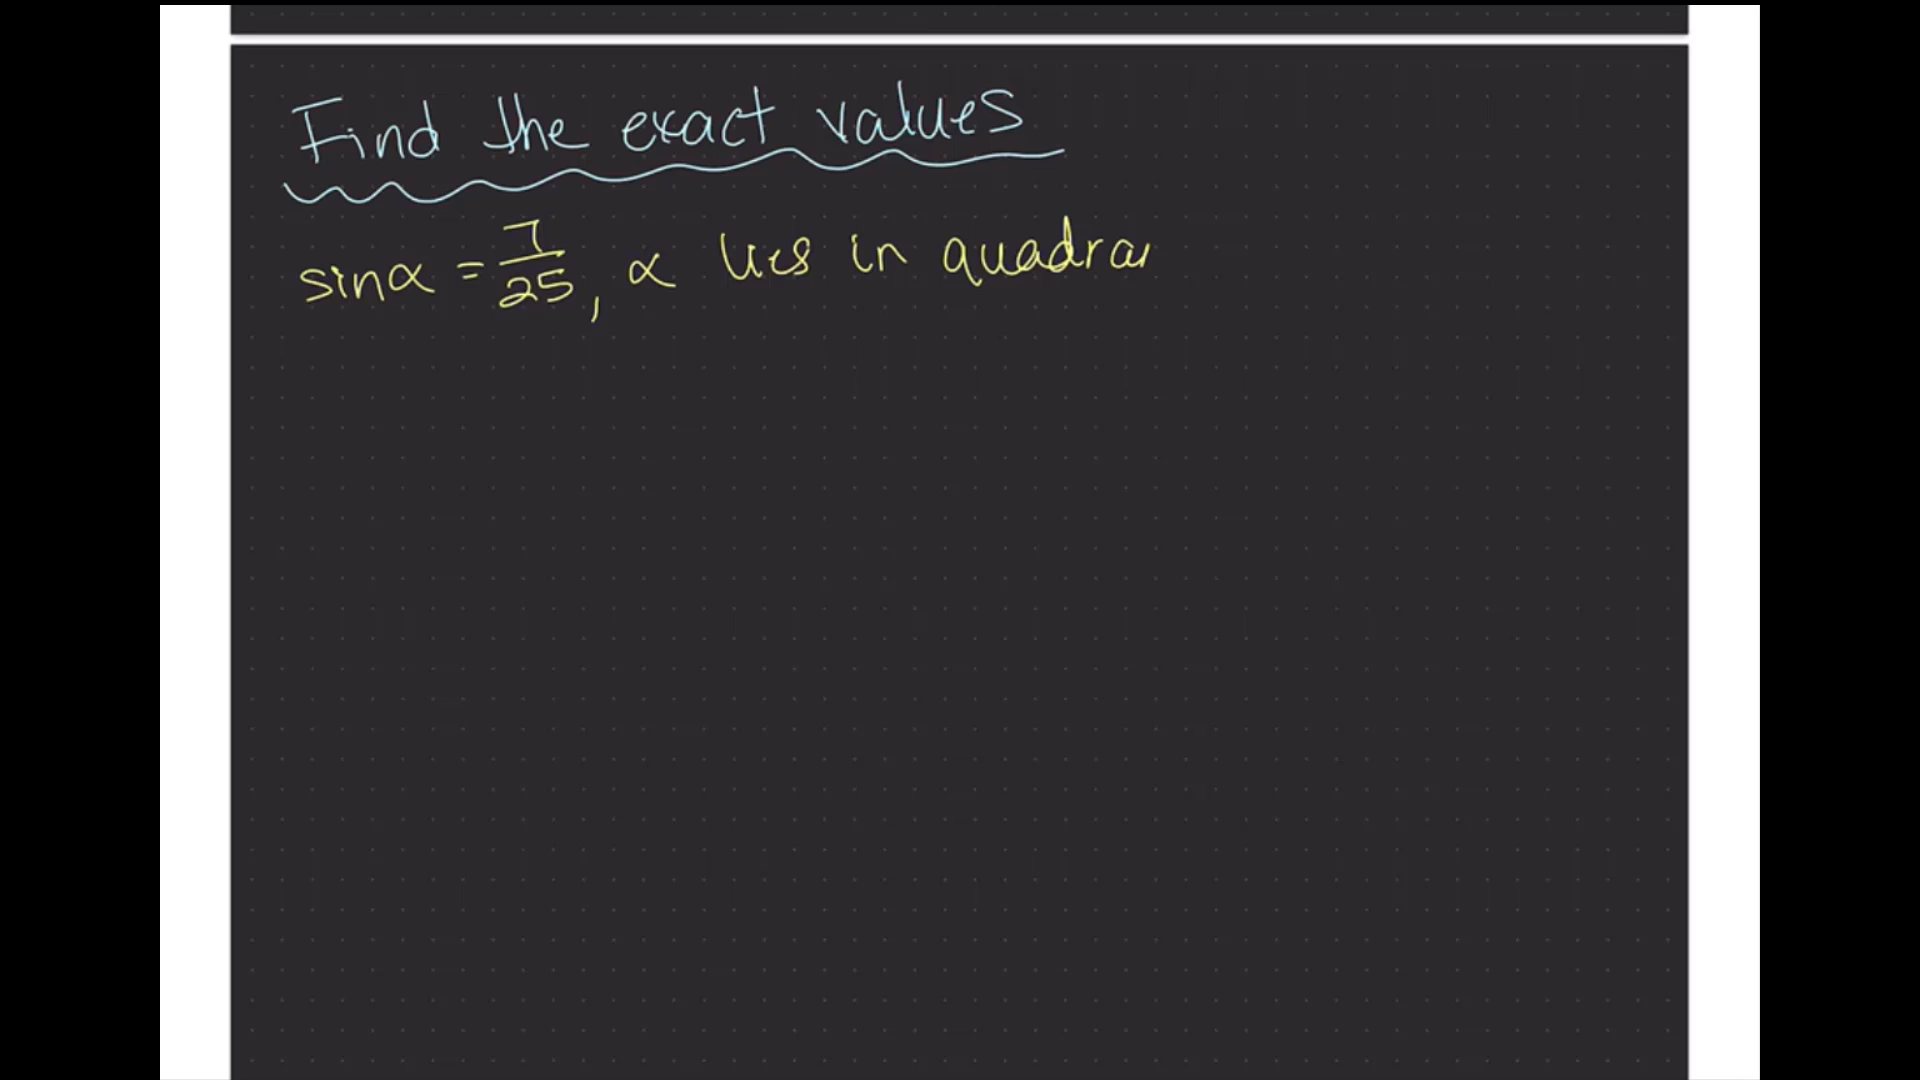 Find the exact values
sinα = 7/25, α lies in quadra